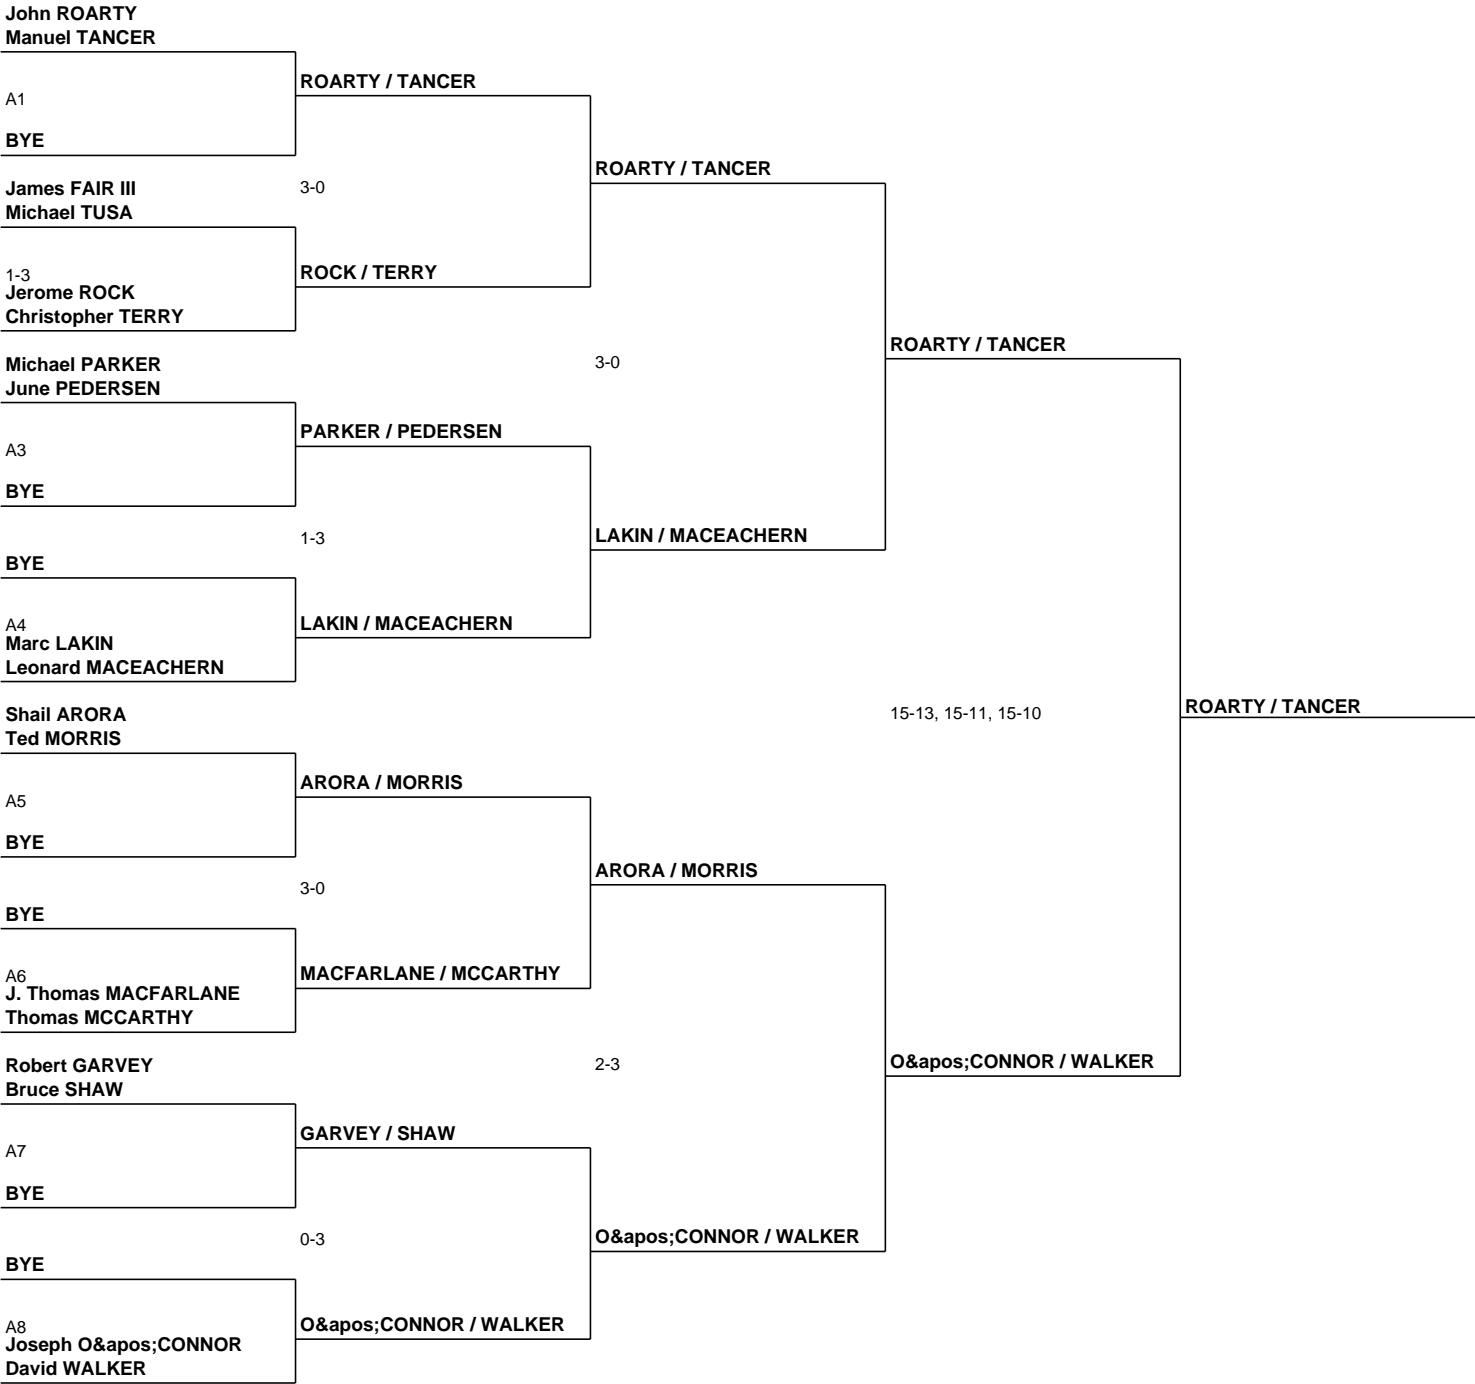 John ROARTY
Manuel TANCER
A1
BYE
James FAIR III
Michael TUSA
1-3
Jerome ROCK
Christopher TERRY
Michael PARKER
June PEDERSEN
A3
BYE
BYE
A4
Marc LAKIN
Leonard MACEACHERN
Shail ARORA
Ted MORRIS
A5
BYE
BYE
A6
J. Thomas MACFARLANE
Thomas MCCARTHY
Robert GARVEY
Bruce SHAW
A7
BYE
BYE
A8
Joseph O&apos;CONNOR
David WALKER
ROARTY / TANCER
3-0
ROCK / TERRY
PARKER / PEDERSEN
1-3
LAKIN / MACEACHERN
ARORA / MORRIS
3-0
MACFARLANE / MCCARTHY
GARVEY / SHAW
0-3
O&apos;CONNOR / WALKER
ROARTY / TANCER
3-0
LAKIN / MACEACHERN
ARORA / MORRIS
2-3
O&apos;CONNOR / WALKER
ROARTY / TANCER
15-13, 15-11, 15-10
O&apos;CONNOR / WALKER
ROARTY / TANCER